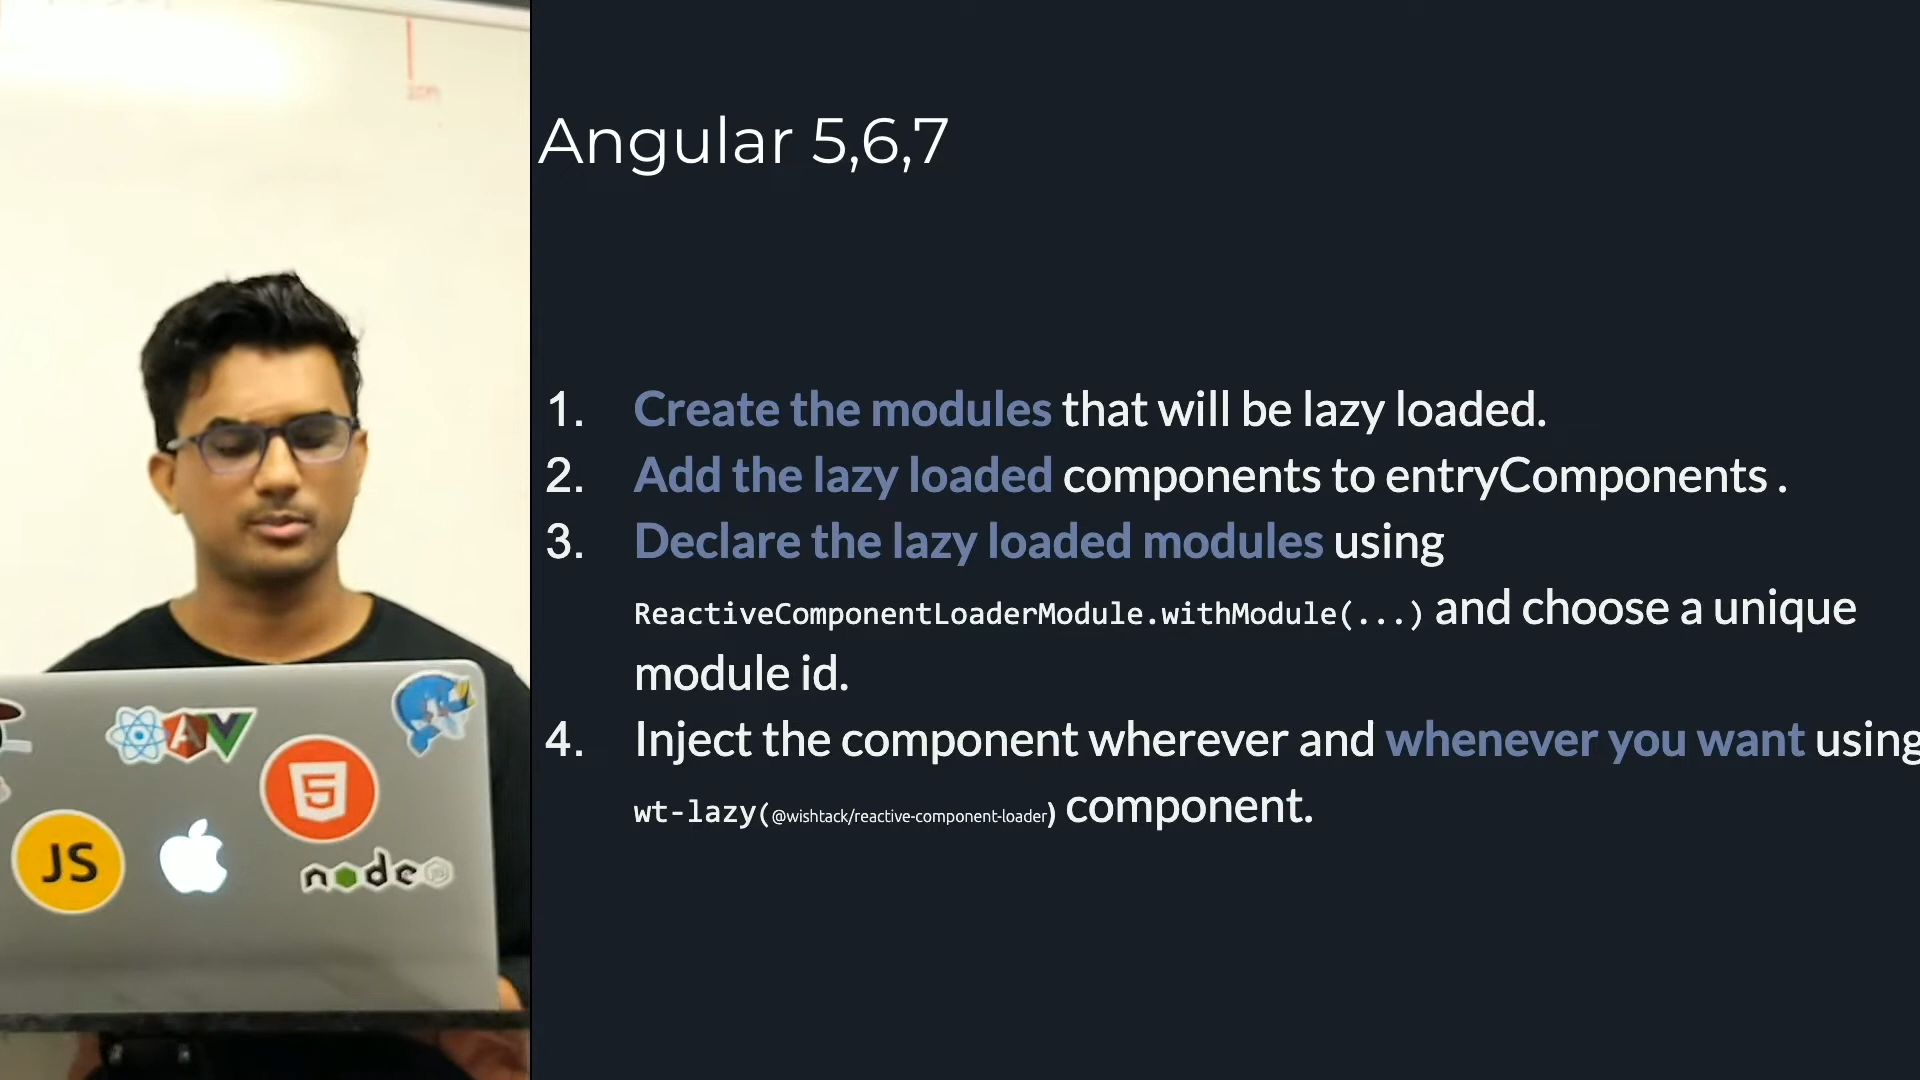 Angular 5,6,7
1. Create the modules that will be lazy loaded.
2. Add the lazy loaded components to entryComponents .
3. Declare the lazy loaded modules using
ReactiveComponentLoaderModule.withModule(...) and choose a unique
module id.
4. Inject the component wherever and whenever you want using
wt-lazy(@wishtack/reactive-component-loader) component.
A
5
JS
node